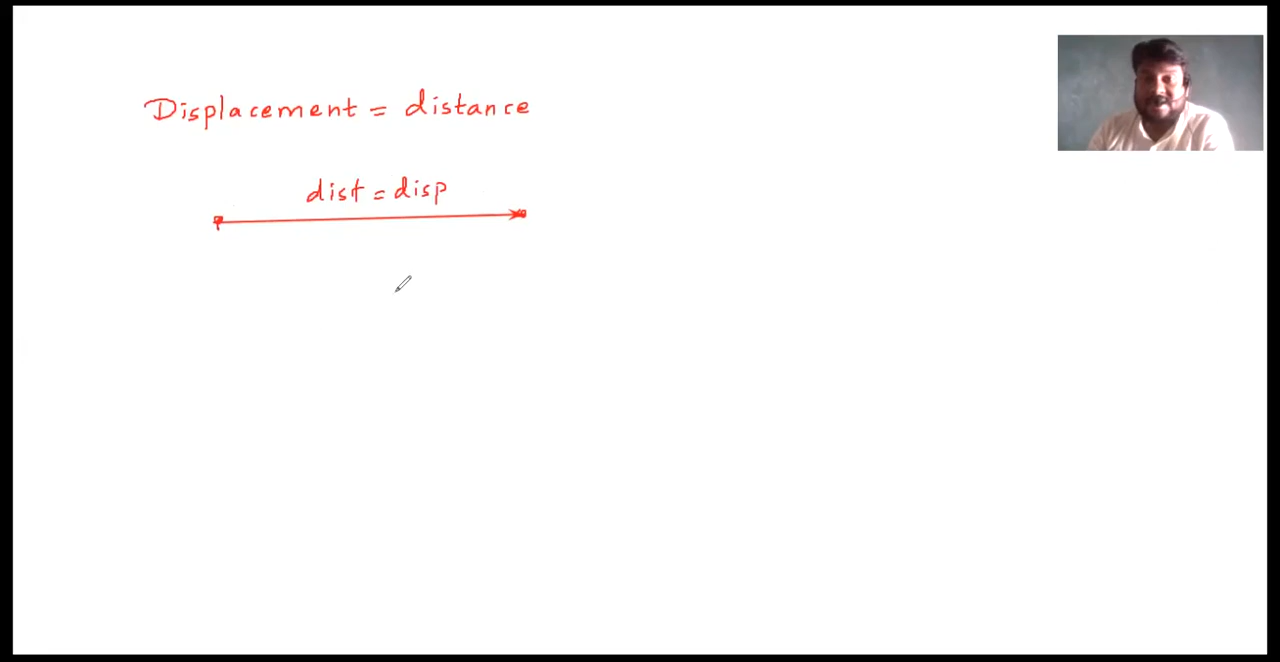 Displacement = distance
dist = disp